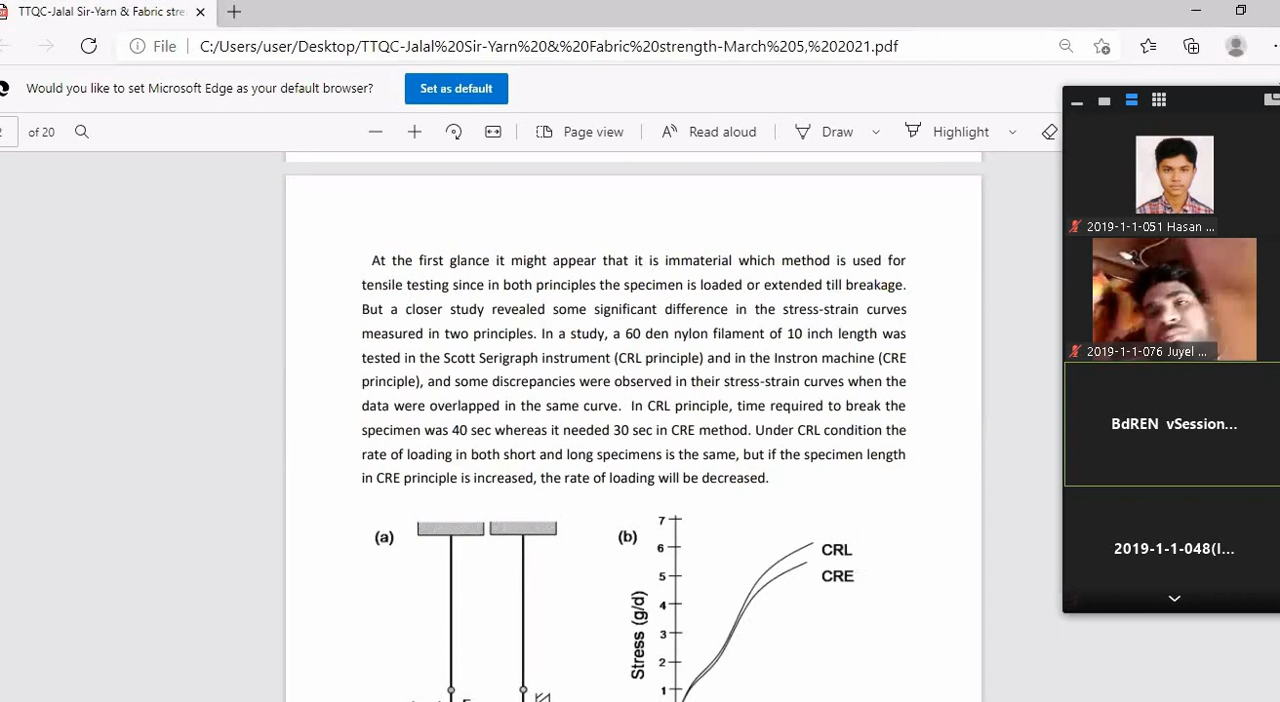 TTQC-Jalal Sir-Yarn & Fabric stre
File
C:/Users/user/Desktop/TTQC-Jalal%20Sir-Yarn%20&%20Fabric%20strength-March%205,%202021.pdf
Would you like to set Microsoft Edge as your default browser?
Set as default
2 of 20
Page view
Read aloud
Draw
Highlight
At the first glance it might appear that it is immaterial which method is used for
tensile testing since in both principles the specimen is loaded or extended till breakage.
But a closer study revealed some significant difference in the stress-strain curves
measured in two principles. In a study, a 60 den nylon filament of 10 inch length was
tested in the Scott Serigraph instrument (CRL principle) and in the Instron machine (CRE
principle), and some discrepancies were observed in their stress-strain curves when the
data were overlapped in the same curve. In CRL principle, time required to break the
specimen was 40 sec whereas it needed 30 sec in CRE method. Under CRL condition the
rate of loading in both short and long specimens is the same, but if the specimen length
in CRE principle is increased, the rate of loading will be decreased.
(a)
(b)
7
6
5
4
3
2
1
Stress (g/d)
CRL
CRE
2019-1-1-051 Hasan ...
2019-1-1-076 Juyel ...
BdREN vSession...
2019-1-1-048(I...